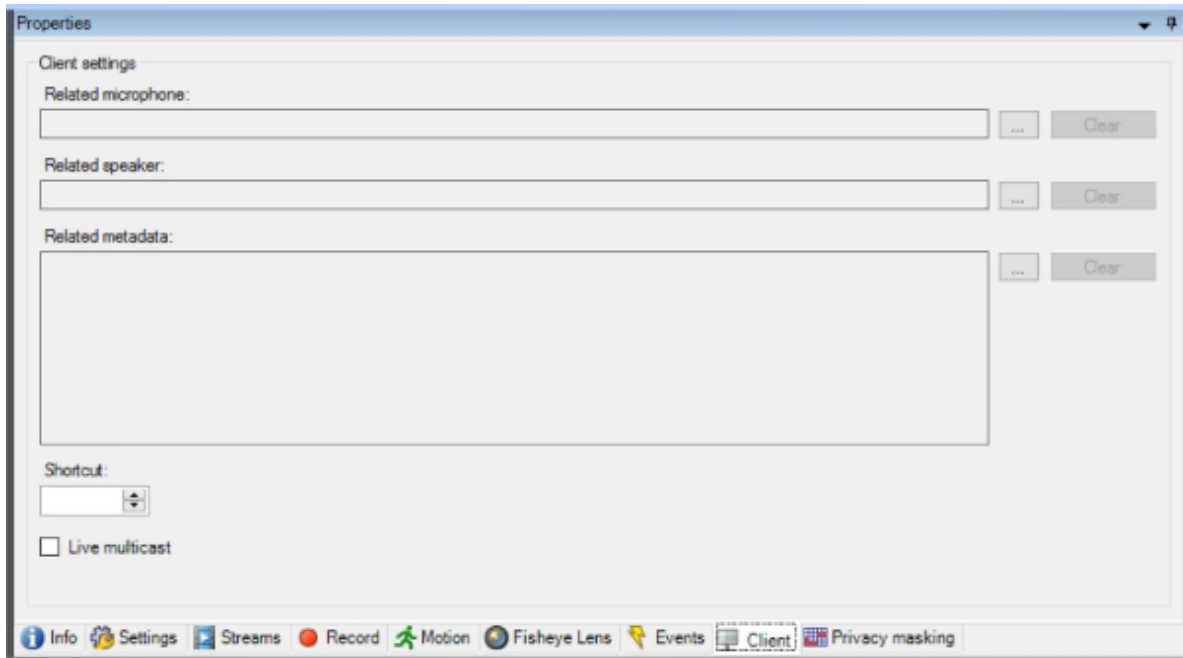 Properties
Client settings
Related microphone:
... Clear
Related speaker:
... Clear
Related metadata:
... Clear
Shortcut:
Live multicast
Info Settings Streams Record Motion Fisheye Lens Events Client Privacy masking